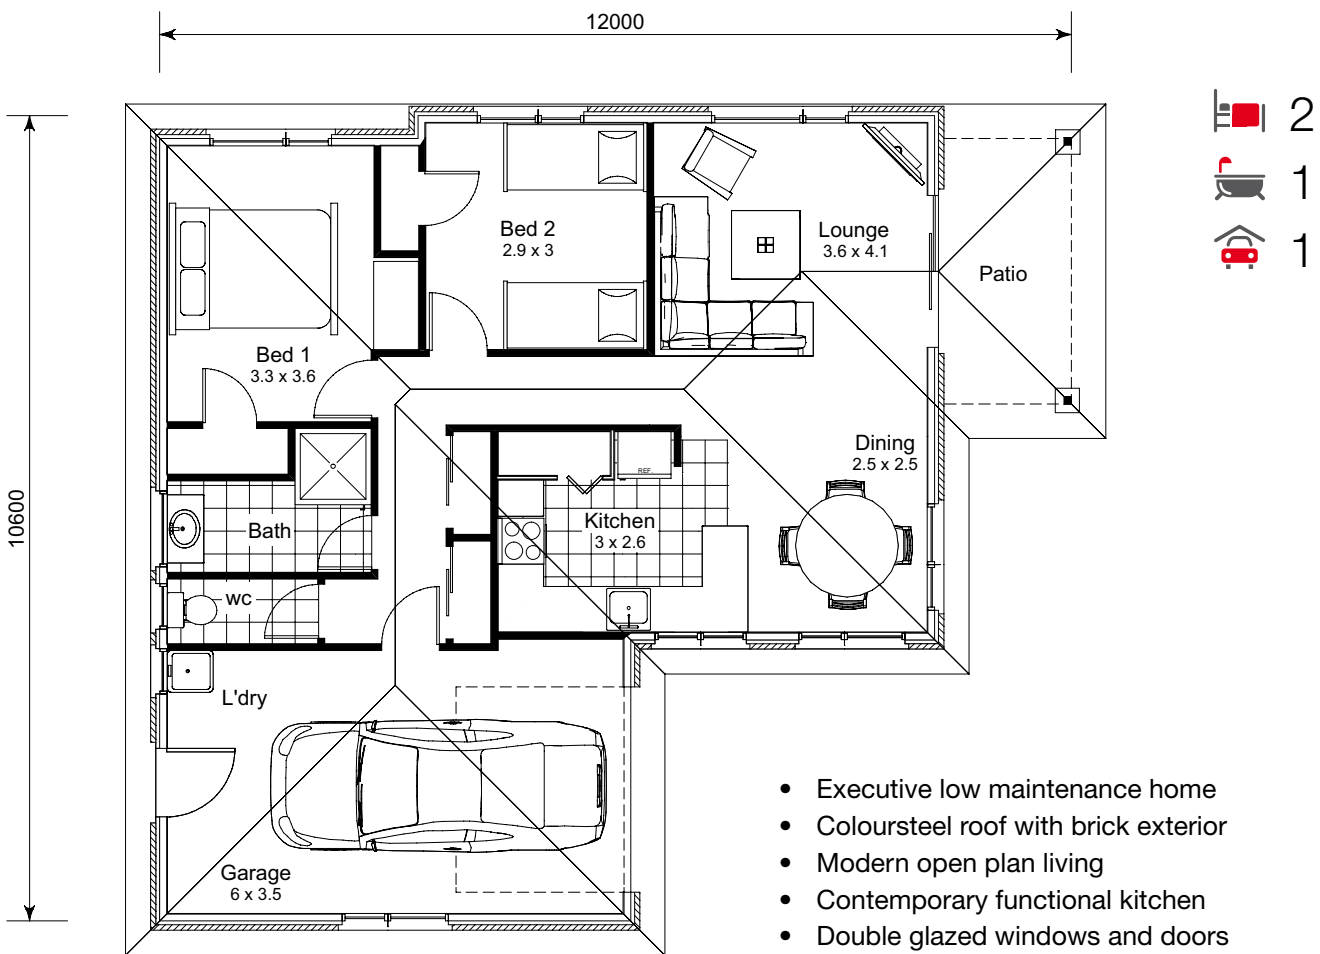 12000
2
1
1
Bed 2
2.9 x 3
Lounge
3.6 x 4.1
Patio
Bed 1
3.3 x 3.6
Dining
2.5 x 2.5
REF.
10600
Bath
Kitchen
3 x 2.6
wc
L'dry
Garage
6 x 3.5
• Executive low maintenance home
• Coloursteel roof with brick exterior
• Modern open plan living
• Contemporary functional kitchen
• Double glazed windows and doors